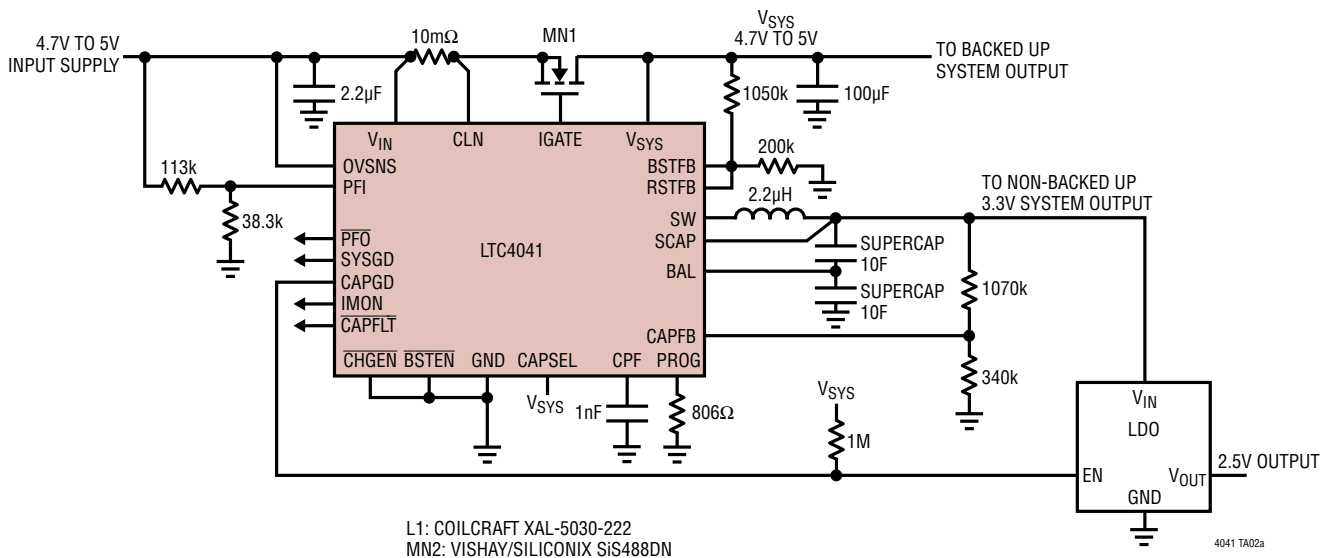 4.7V TO 5V
INPUT SUPPLY
10mΩ
MN1
VSYS
4.7V TO 5V
TO BACKED UP
SYSTEM OUTPUT
2.2µF
1050k
100µF
VIN
CLN
IGATE
VSYS
113k
OVSNS
PFI
38.3k
BSTFB
RSTFB
200k
2.2µH
TO NON-BACKED UP
3.3V SYSTEM OUTPUT
SW
SCAP
BAL
SUPERCAP
10F
SUPERCAP
10F
1070k
PFO
SYSGD
CAPGD
IMON
CAPFLT
LTC4041
CAPFB
340k
CHGEN
BSTEN
GND
CAPSEL
CPF
PROG
VSYS
1nF
806Ω
VSYS
1M
VIN
LDO
EN
VOUT
GND
2.5V OUTPUT
L1: COILCRAFT XAL-5030-222
MN2: VISHAY/SILICONIX SiS488DN
4041 TA02a